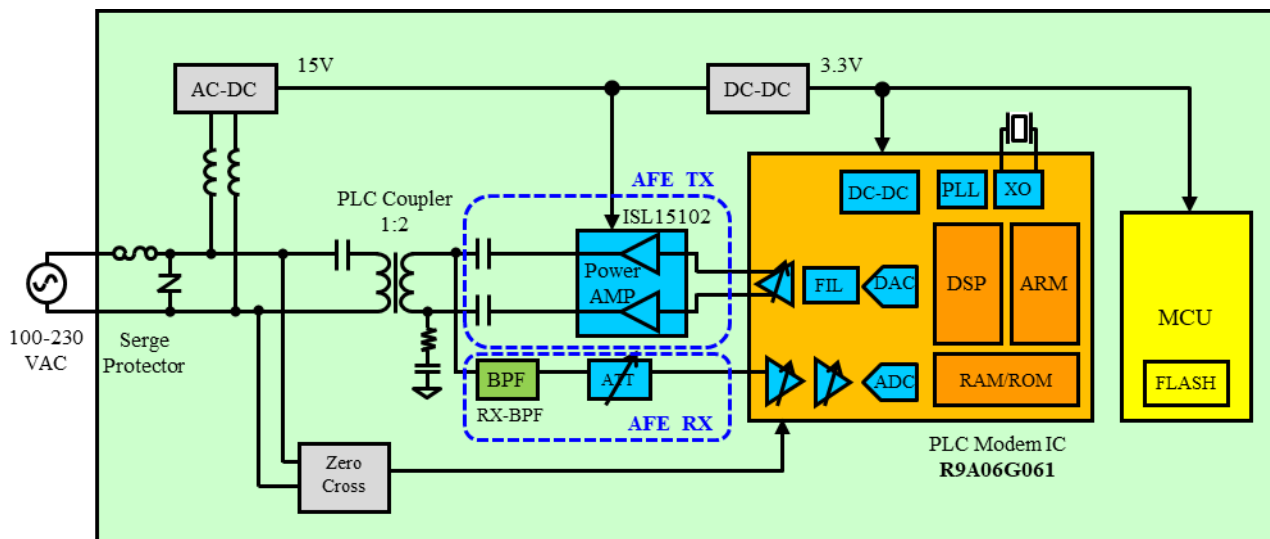 15V
3.3V
AC-DC
DC-DC
AFE TX
PLC Coupler
1:2
ISL15102
Power
AMP
DC-DC
PLL
XO
FIL
DAC
DSP
ARM
MCU
FLASH
100-230
VAC
Serge
Protector
BPF
RX-BPF
ATT
AFE RX
ADC
RAM/ROM
PLC Modem IC
R9A06G061
Zero
Cross